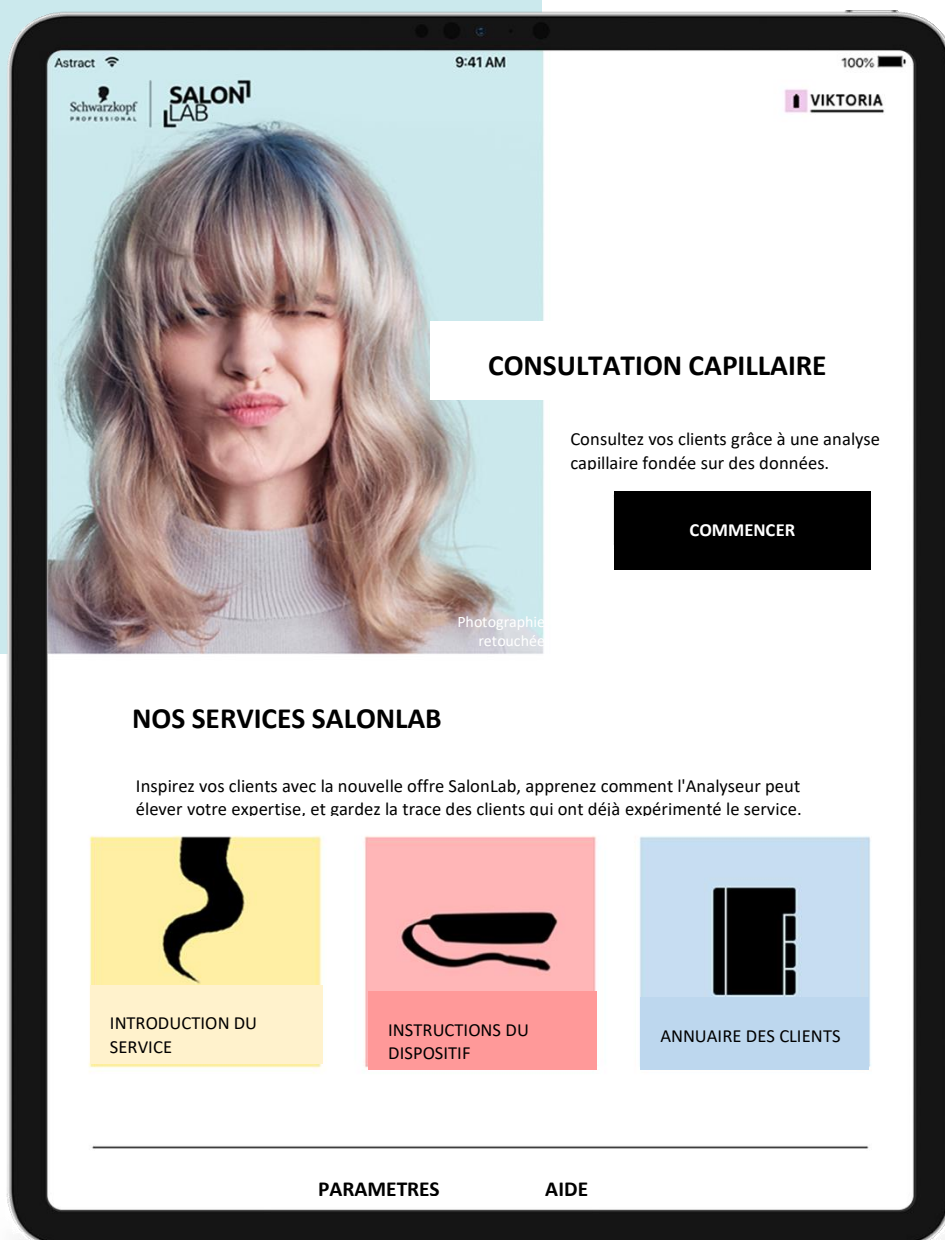 Astract 9:41 AM 100%
Schwarzkopf
PROFESSIONAL
SALON
LAB
VIKTORIA
CONSULTATION CAPILLAIRE
Consultez vos clients grâce à une analyse
capillaire fondée sur des données.
COMMENCER
Photographie
retouchée
NOS SERVICES SALONLAB
Inspirez vos clients avec la nouvelle offre SalonLab, apprenez comment l'Analyseur peut
élever votre expertise, et gardez la trace des clients qui ont déjà expérimenté le service.
INTRODUCTION DU
SERVICE
INSTRUCTIONS DU
DISPOSITIF
ANNUAIRE DES CLIENTS
PARAMETRES AIDE